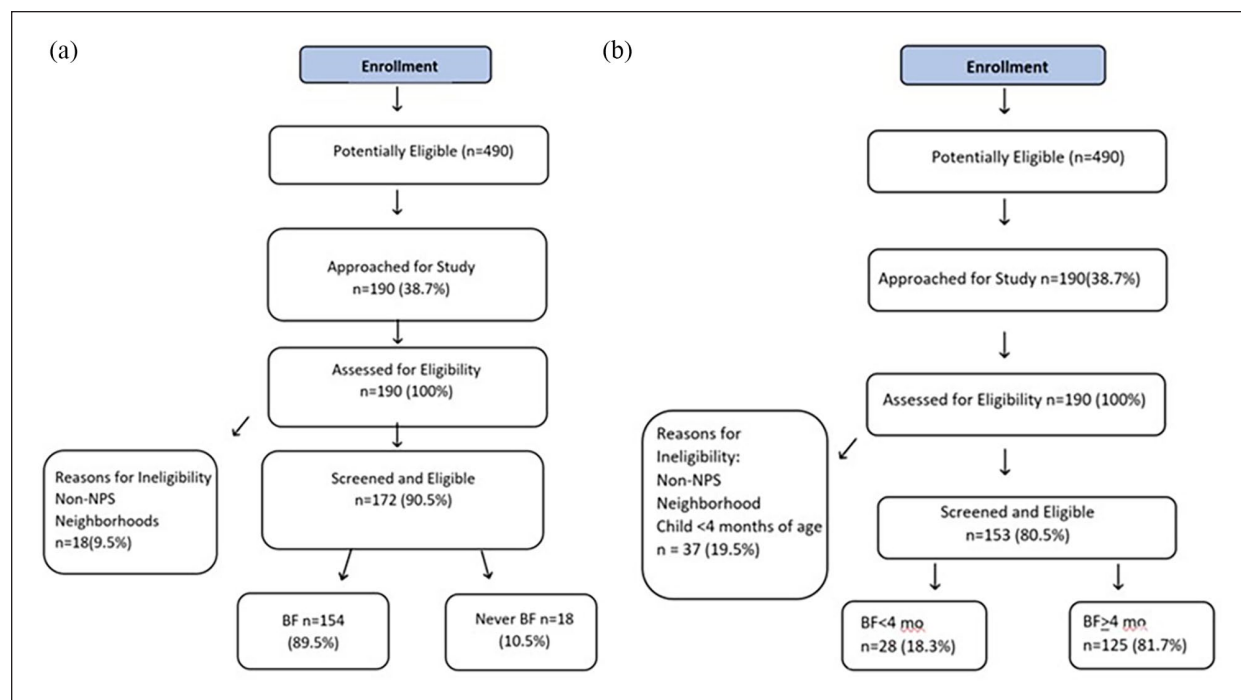 (a)
Enrollment
Potentially Eligible (n=490)
Approached for Study
n=190 (38.7%)
Assessed for Eligibility
n=190 (100%)
Reasons for Ineligibility
Non-NPS
Neighborhoods
n=18(9.5%)
Screened and Eligible
n=172 (90.5%)
BF n=154
(89.5%)
Never BF n=18
(10.5%)
(b)
Enrollment
Potentially Eligible (n=490)
Approached for Study n=190(38.7%)
Assessed for Eligibility n=190 (100%)
Reasons for
Ineligibility:
Non-NPS
Neighborhood
Child <4 months of age
n = 37 (19.5%)
Screened and Eligible
n=153 (80.5%)
BF<4 mo
n=28 (18.3%)
BF≥4 mo
n=125 (81.7%)